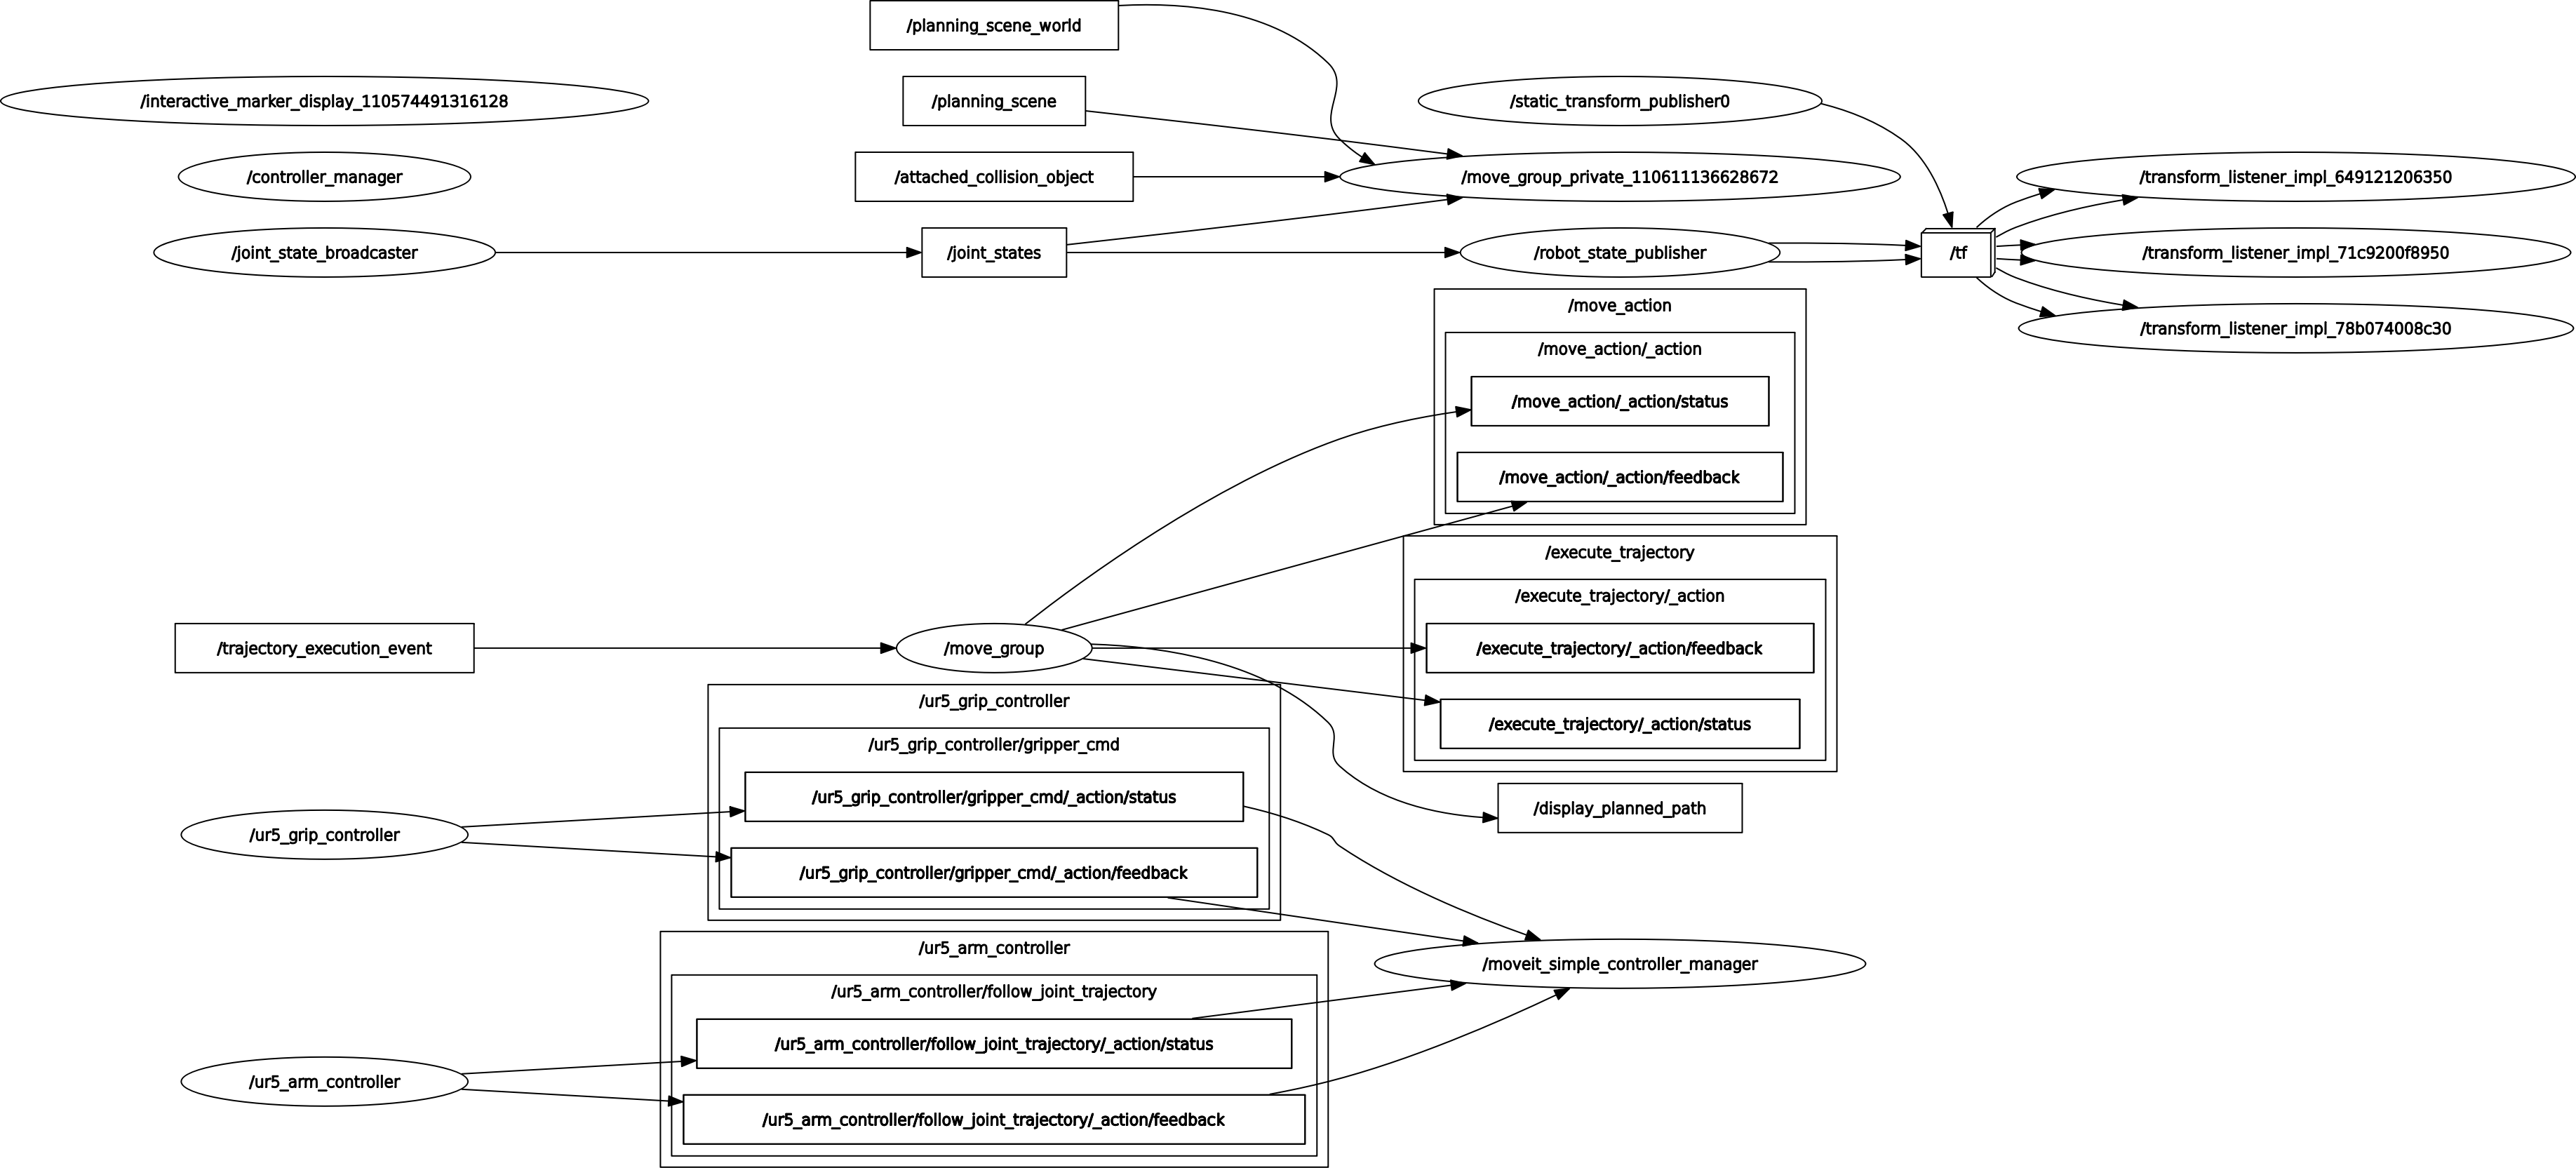 /planning_scene_world
/interactive_marker_display_110574491316128
/planning_scene
/static_transform_publisher0
/controller_manager
/attached_collision_object
/move_group_private_110611136628672
/transform_listener_impl_649121206350
/joint_state_broadcaster
/joint_states
/robot_state_publisher
/tf
/transform_listener_impl_71c9200f8950
/transform_listener_impl_78b074008c30
/move_action
/move_action/_action
/move_action/_action/status
/move_action/_action/feedback
/execute_trajectory
/execute_trajectory/_action
/trajectory_execution_event
/move_group
/execute_trajectory/_action/feedback
/execute_trajectory/_action/status
/display_planned_path
/ur5_grip_controller
/ur5_grip_controller/gripper_cmd
/ur5_grip_controller/gripper_cmd/_action/status
/ur5_grip_controller
/ur5_grip_controller/gripper_cmd/_action/feedback
/ur5_arm_controller
/moveit_simple_controller_manager
/ur5_arm_controller/follow_joint_trajectory
/ur5_arm_controller/follow_joint_trajectory/_action/status
/ur5_arm_controller
/ur5_arm_controller/follow_joint_trajectory/_action/feedback